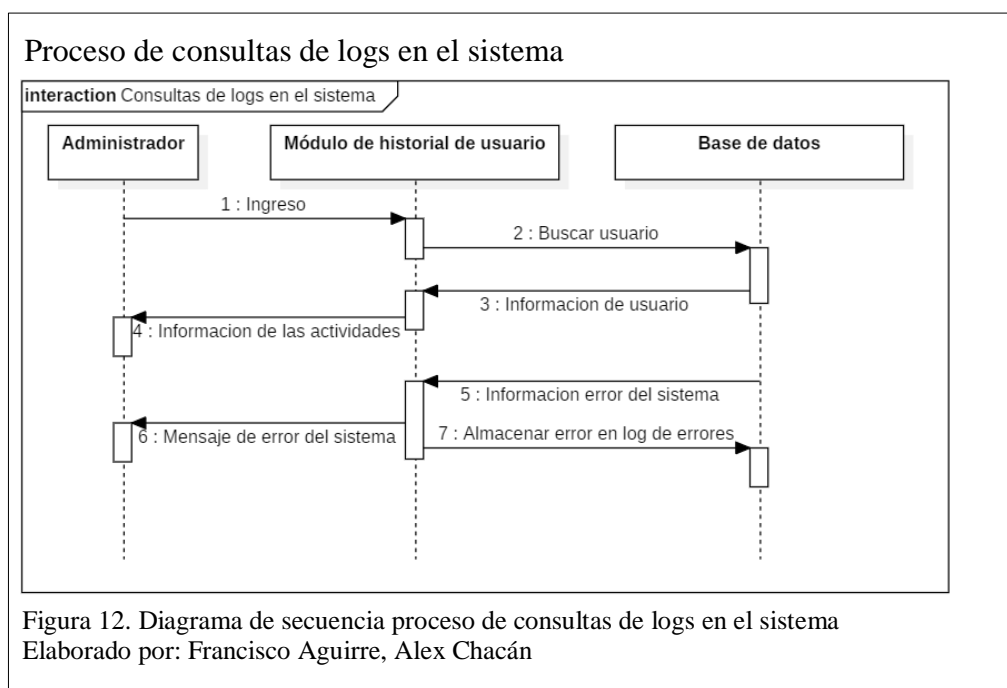 Proceso de consultas de logs en el sistema
interaction Consultas de logs en el sistema
Administrador
Módulo de historial de usuario
Base de datos
1 : Ingreso
2 : Buscar usuario
3 : Informacion de usuario
4 : Informacion de las actividades
5 : Informacion error del sistema
6 : Mensaje de error del sistema
7 : Almacenar error en log de errores
Figura 12. Diagrama de secuencia proceso de consultas de logs en el sistema
Elaborado por: Francisco Aguirre, Alex Chacán